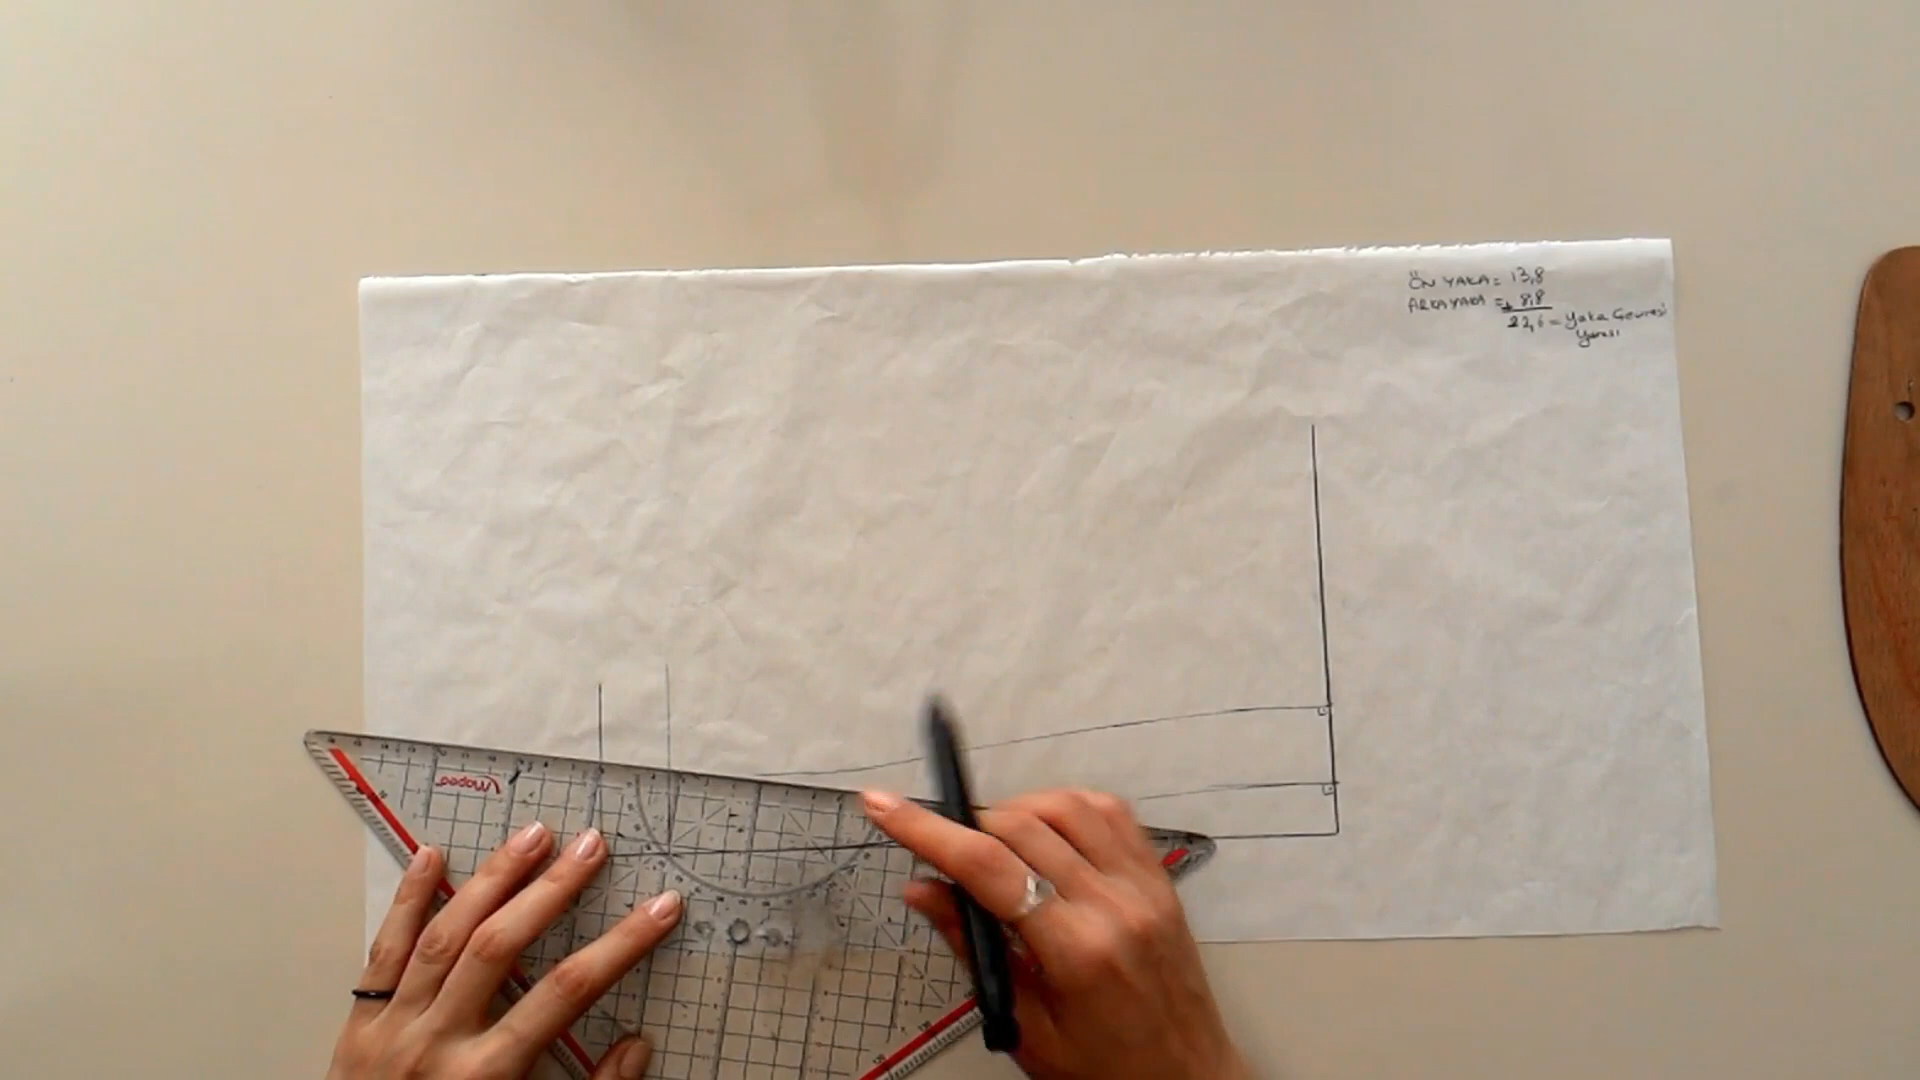 ÖN YAKA = 13,8
ARKA YAKA = + 8,8
22,6 = Yaka Çevresi
Yarısı
Maped